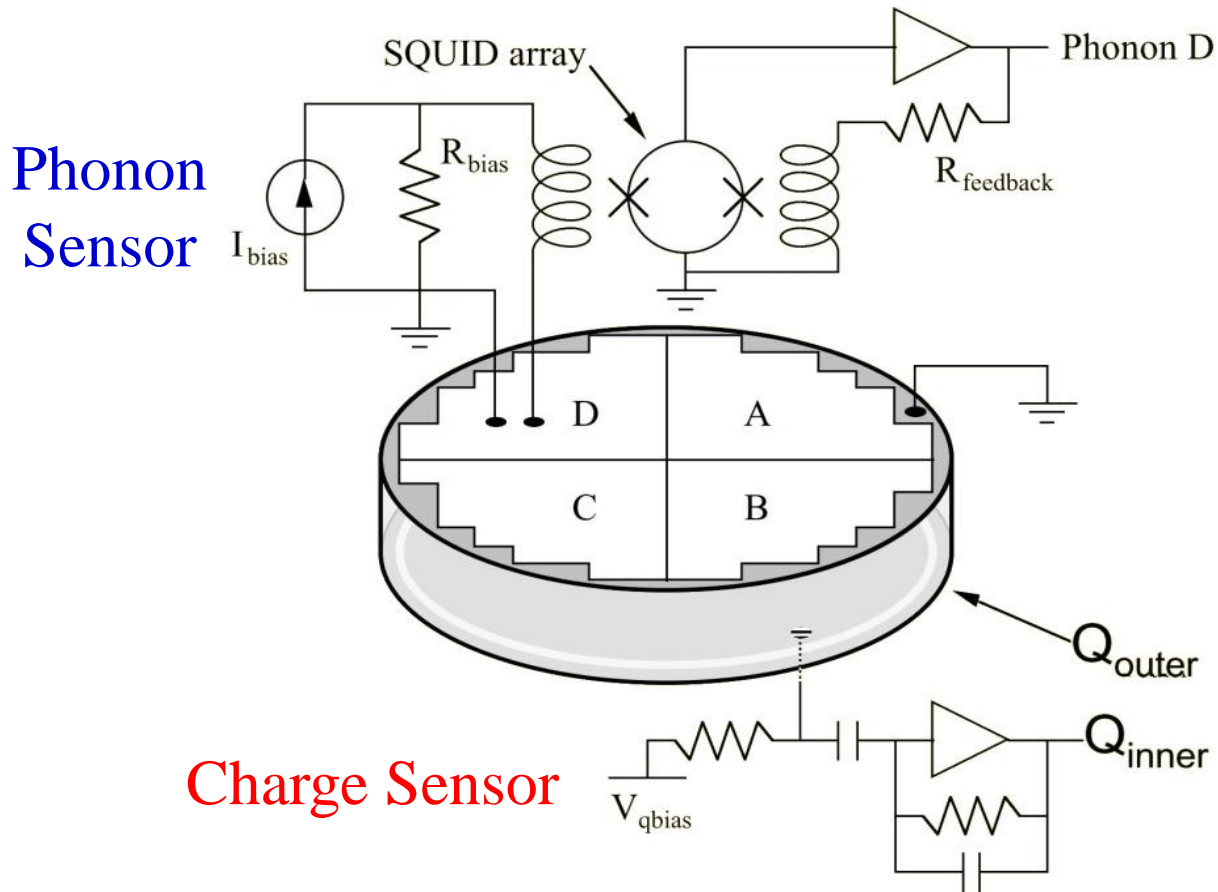 SQUID array
Phonon D
Phonon
Sensor
R_bias
R_feedback
I_bias
D
A
C
B
Q_outer
Q_inner
Charge Sensor
V_qbias